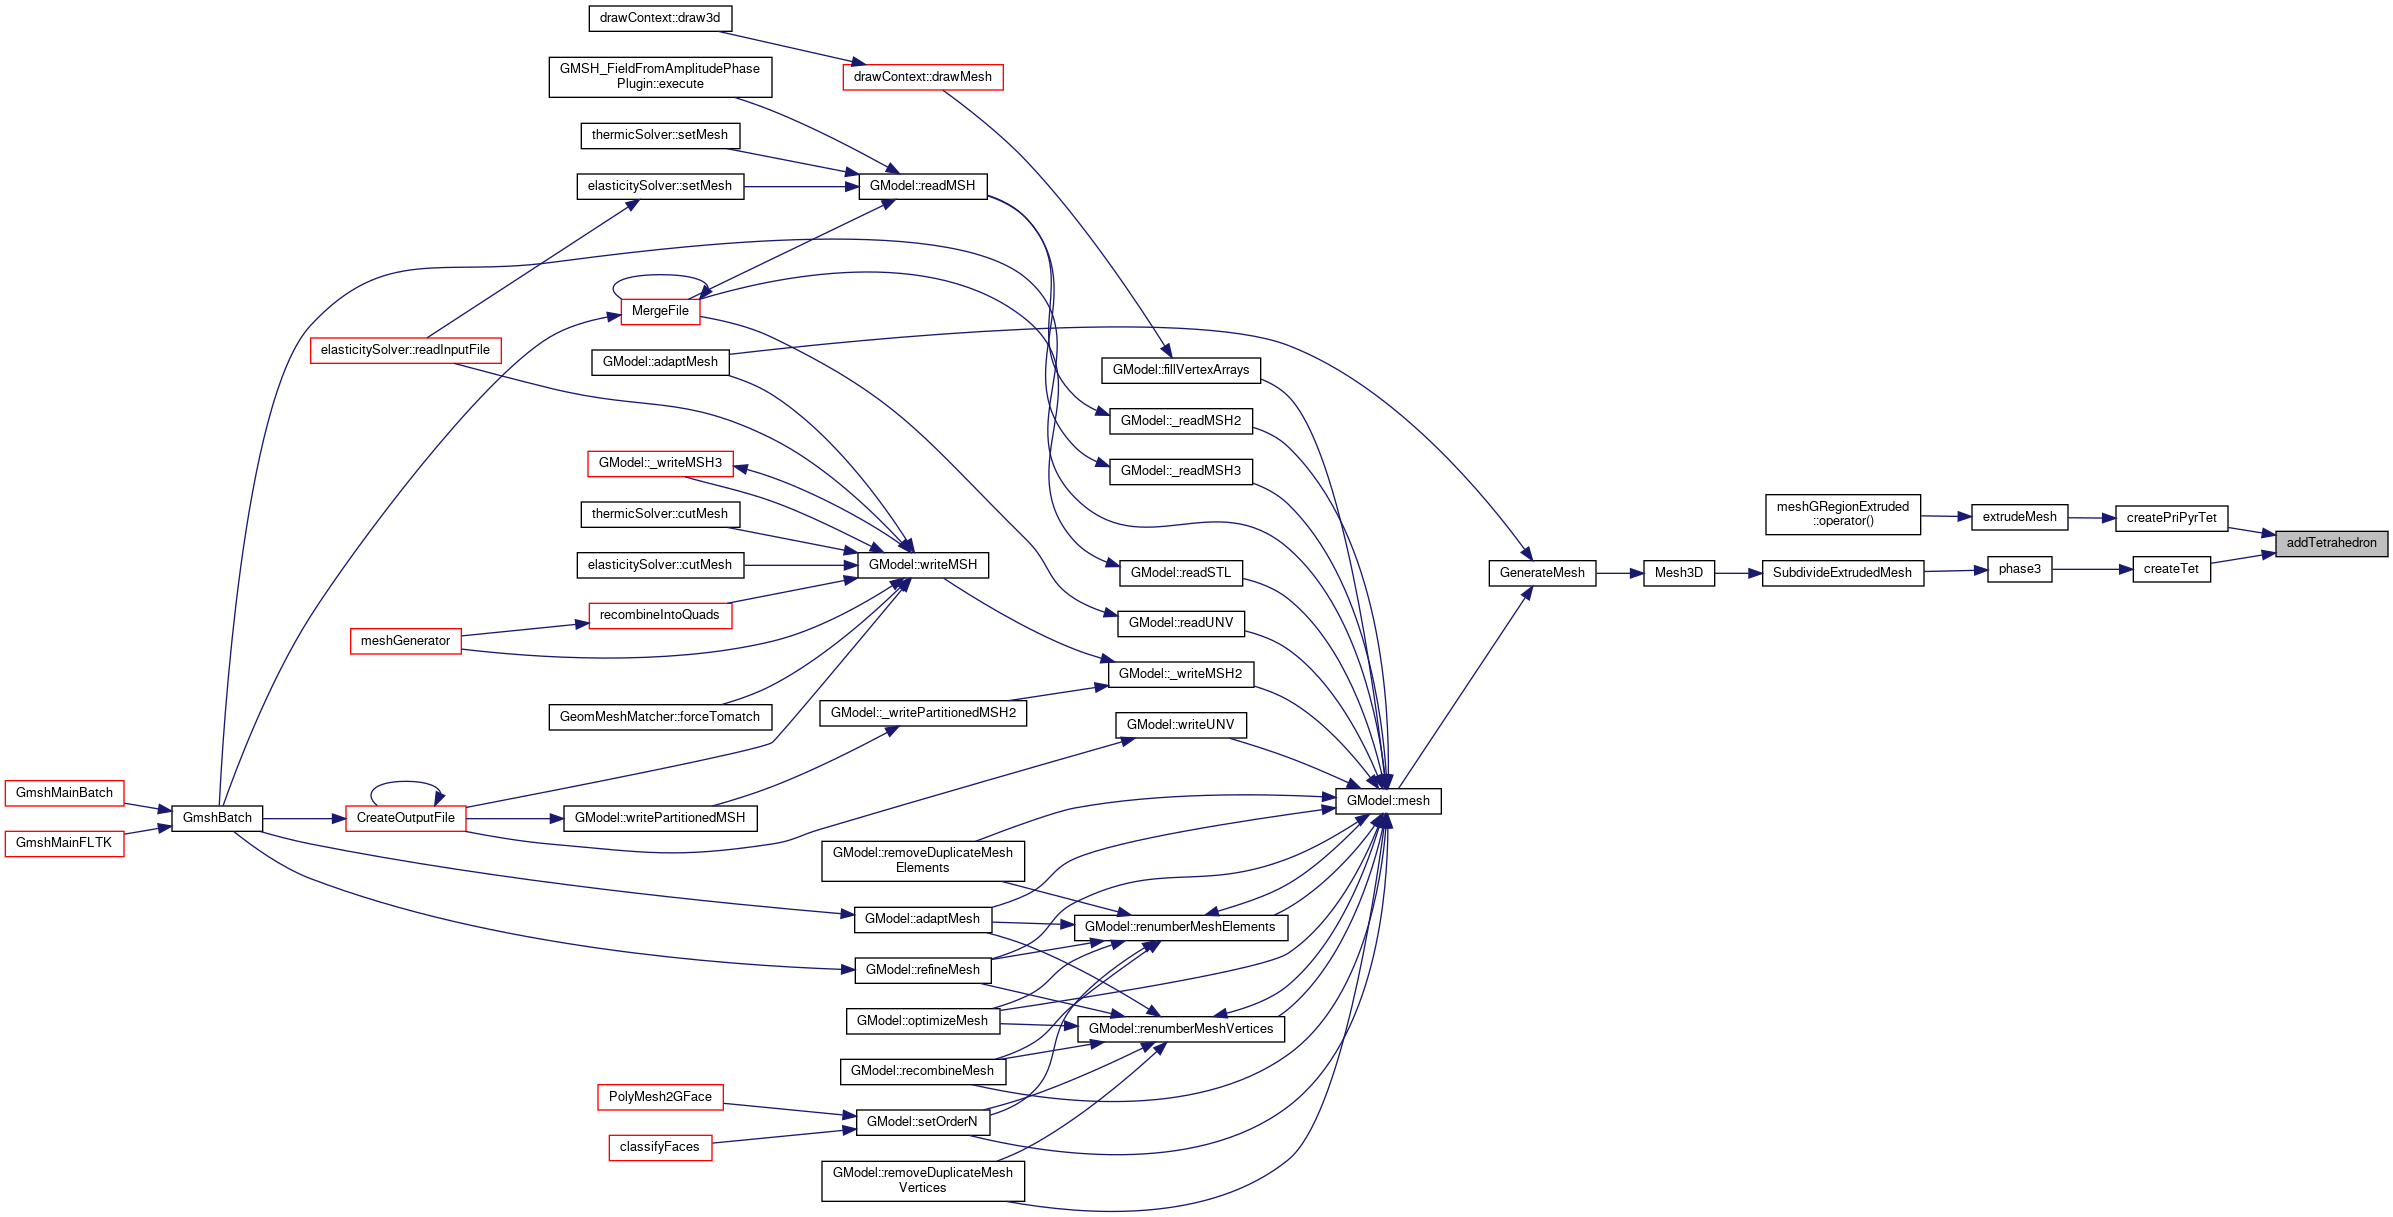 drawContext::draw3d
GMSH_FieldFromAmplitudePhase
Plugin::execute
drawContext::drawMesh
thermicSolver::setMesh
elasticitySolver::setMesh
GModel::readMSH
MergeFile
elasticitySolver::readInputFile
GModel::adaptMesh
GModel::fillVertexArrays
GModel::_readMSH2
GModel::_writeMSH3
GModel::_readMSH3
thermicSolver::cutMesh
elasticitySolver::cutMesh
GModel::writeMSH
GModel::readSTL
recombineIntoQuads
meshGenerator
GModel::readUNV
GModel::_writeMSH2
GeomMeshMatcher::forceTomatch
GModel::_writePartitionedMSH2
GModel::writeUNV
meshGRegionExtruded
::operator()
extrudeMesh
createPriPyrTet
addTetrahedron
GenerateMesh
Mesh3D
SubdivideExtrudedMesh
phase3
createTet
GmshMainBatch
GmshMainFLTK
GmshBatch
CreateOutputFile
GModel::writePartitionedMSH
GModel::mesh
GModel::removeDuplicateMesh
Elements
GModel::adaptMesh
GModel::renumberMeshElements
GModel::refineMesh
GModel::optimizeMesh
GModel::renumberMeshVertices
GModel::recombineMesh
PolyMesh2GFace
GModel::setOrderN
classifyFaces
GModel::removeDuplicateMesh
Vertices